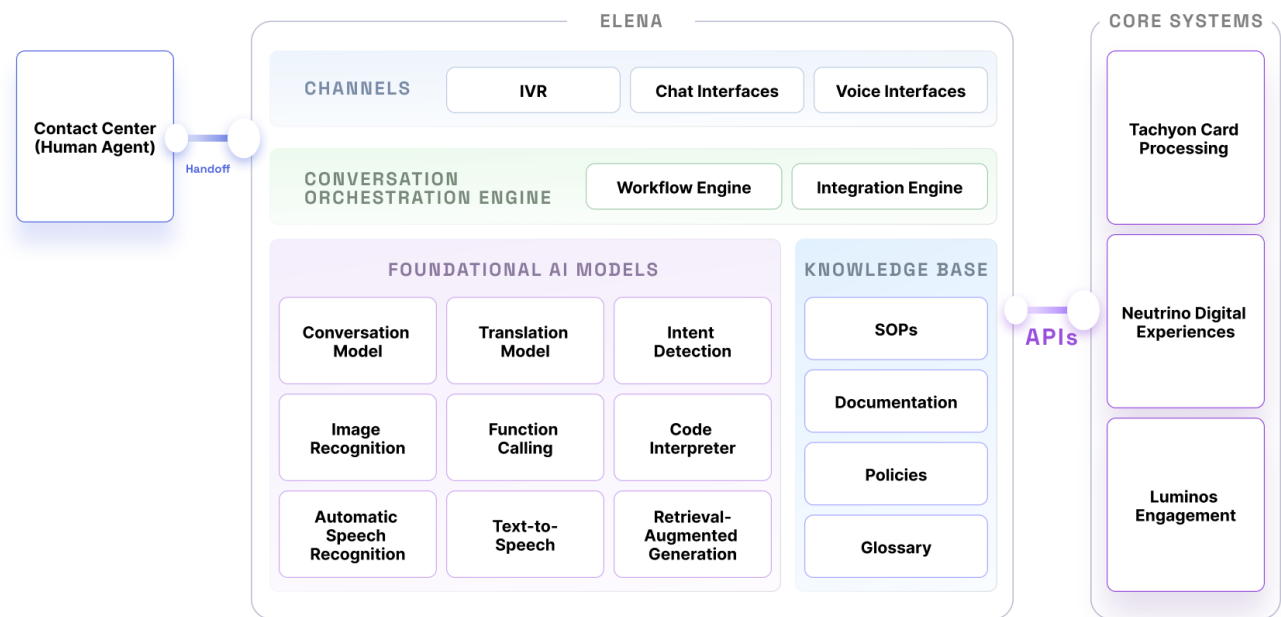 ELENA
CORE SYSTEMS
Contact Center
(Human Agent)
Handoff
CHANNELS
IVR
Chat Interfaces
Voice Interfaces
CONVERSATION
ORCHESTRATION ENGINE
Workflow Engine
Integration Engine
FOUNDATIONAL AI MODELS
Conversation
Model
Translation
Model
Intent
Detection
Image
Recognition
Function
Calling
Code
Interpreter
Automatic
Speech
Recognition
Text-to-
Speech
Retrieval-
Augmented
Generation
KNOWLEDGE BASE
SOPs
Documentation
Policies
Glossary
APIs
Tachyon Card
Processing
Neutrino Digital
Experiences
Luminos
Engagement